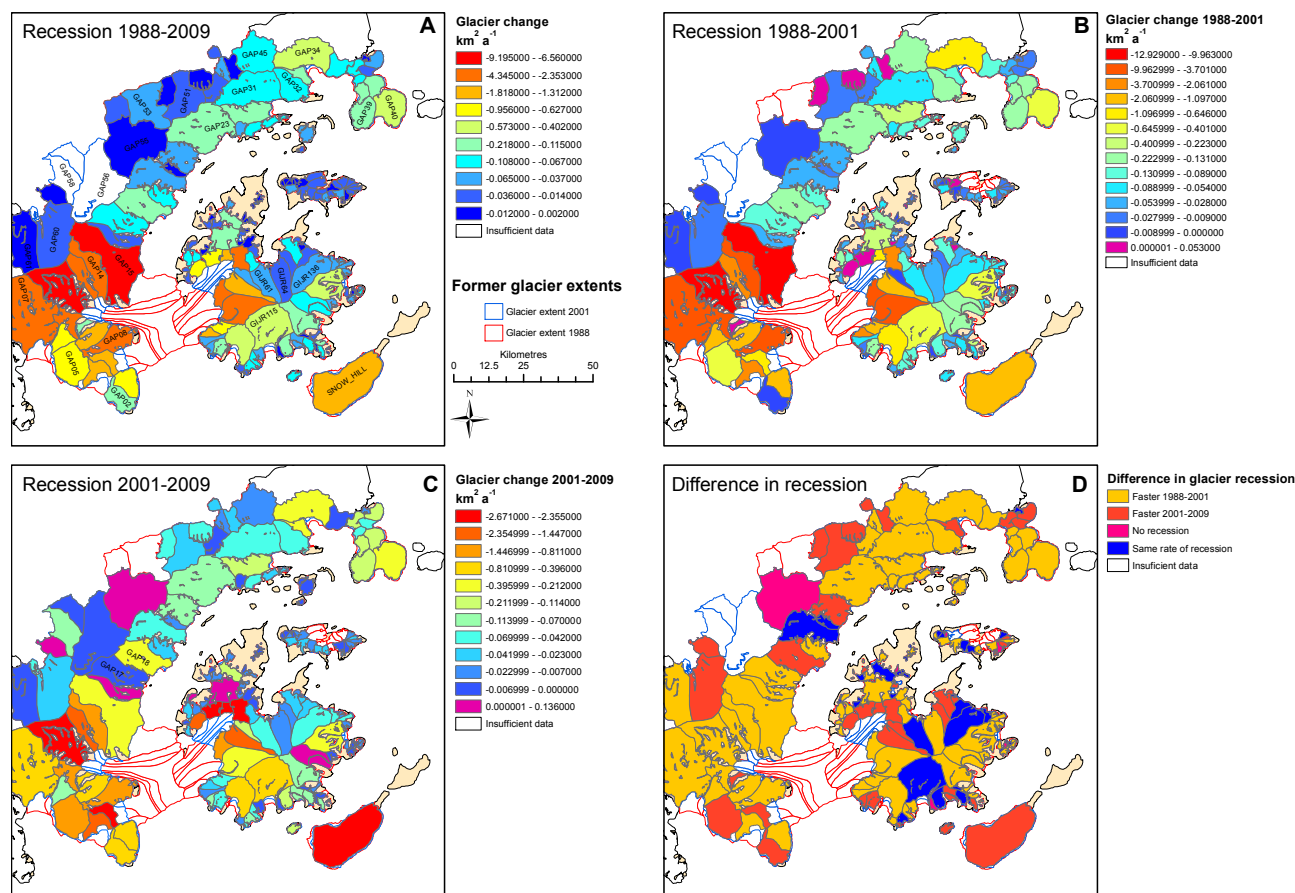 Recession 1988-2009
A
Glacier change
km² a⁻¹
-9.195000 - -6.560000
-4.345000 - -2.353000
-1.818000 - -1.312000
-0.956000 - -0.627000
-0.573000 - -0.402000
-0.218000 - -0.115000
-0.108000 - -0.067000
-0.065000 - -0.037000
-0.036000 - -0.014000
-0.012000 - 0.002000
Insufficient data
Former glacier extents
Glacier extent 2001
Glacier extent 1988
Kilometres
0 25 50
N
GAP45
GAP34
GAP51
GAP53
GAP31
GAP32
GAP39
GAP40
GAP23
GAP58
GAP56
GAP60
GAP14
GAP15
GAP07
GAP08
GAP05
GAP02
GIJR61
GIJR64
GIJR136
GIJR115
SNOW_HILL
Recession 1988-2001
B
Glacier change 1988-2001
km² a⁻¹
-12.929000 - -9.963000
-9.962999 - -3.701000
-3.700999 - -2.061000
-2.060999 - -1.097000
-1.096999 - -0.646000
-0.645999 - -0.401000
-0.400999 - -0.223000
-0.222999 - -0.131000
-0.130999 - -0.089000
-0.088999 - -0.054000
-0.053999 - -0.028000
-0.027999 - -0.009000
-0.008999 - -0.000000
0.000001 - -0.053000
Insufficient data
Recession 2001-2009
C
Glacier change 2001-2009
km² a⁻¹
-2.671000 - -2.355000
-2.354999 - -1.447000
-1.446999 - -0.811000
-0.810999 - -0.396000
-0.395999 - -0.212000
-0.211999 - -0.114000
-0.113999 - -0.070000
-0.069999 - -0.042000
-0.041999 - -0.023000
-0.022999 - -0.007000
-0.006999 - 0.000000
0.000001 - 0.136000
Insufficient data
GAP18
GAP17
Difference in recession
D
Difference in glacier recession
Faster 1988-2001
Faster 2001-2009
No recession
Same rate of recession
Insufficient data